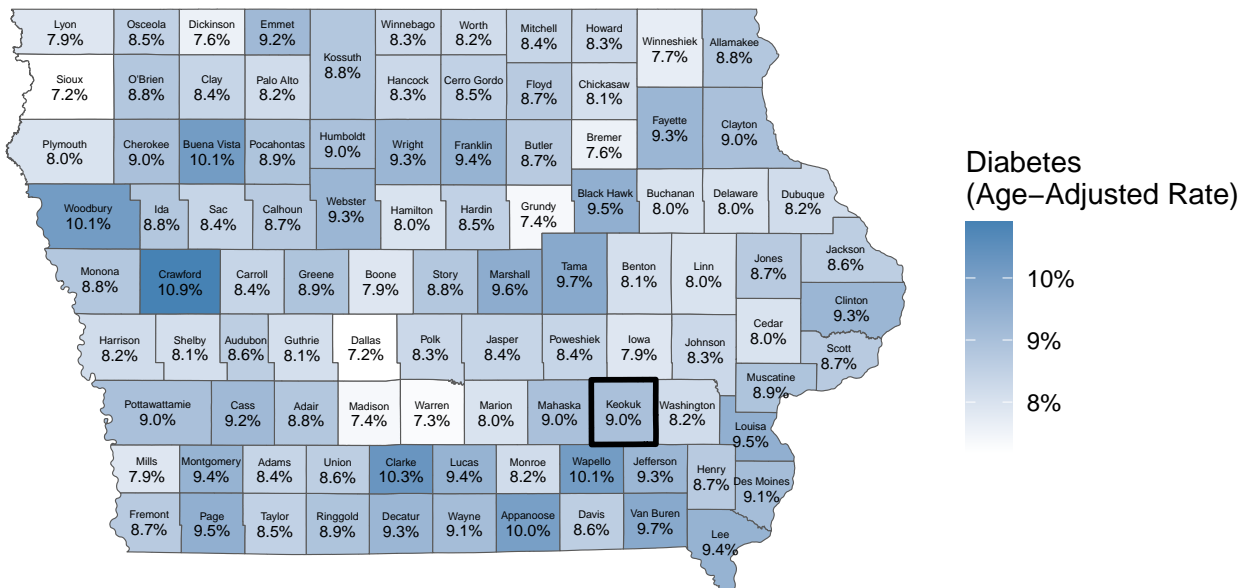 Lyon
7.9%
Osceola
8.5%
Dickinson
7.6%
Emmet
9.2%
Kossuth
8.8%
Winnebago
8.3%
Worth
8.2%
Mitchell
8.4%
Howard
8.3%
Winneshiek
7.7%
Allamakee
8.8%
Sioux
7.2%
O'Brien
8.8%
Clay
8.4%
Palo Alto
8.2%
Hancock
8.3%
Cerro Gordo
8.5%
Floyd
8.7%
Chickasaw
8.1%
Fayette
9.3%
Clayton
9.0%
Plymouth
8.0%
Cherokee
9.0%
Buena Vista
10.1%
Pocahontas
8.9%
Humboldt
9.0%
Wright
9.3%
Franklin
9.4%
Butler
8.7%
Bremer
7.6%
Woodbury
10.1%
Ida
8.8%
Sac
8.4%
Calhoun
8.7%
Webster
9.3%
Hamilton
8.0%
Hardin
8.5%
Grundy
7.4%
Black Hawk
9.5%
Buchanan
8.0%
Delaware
8.0%
Dubuque
8.2%
Monona
8.8%
Crawford
10.9%
Carroll
8.4%
Greene
8.9%
Boone
7.9%
Story
8.8%
Marshall
9.6%
Tama
9.7%
Benton
8.1%
Linn
8.0%
Jones
8.7%
Jackson
8.6%
Clinton
9.3%
Harrison
8.2%
Shelby
8.1%
Audubon
8.6%
Guthrie
8.1%
Dallas
7.2%
Polk
8.3%
Jasper
8.4%
Poweshiek
8.4%
Iowa
7.9%
Johnson
8.3%
Cedar
8.0%
Scott
8.7%
Muscatine
8.9%
Pottawattamie
9.0%
Cass
9.2%
Adair
8.8%
Madison
7.4%
Warren
7.3%
Marion
8.0%
Mahaska
9.0%
Keokuk
9.0%
Washington
8.2%
Louisa
9.5%
Mills
7.9%
Montgomery
9.4%
Adams
8.4%
Union
8.6%
Clarke
10.3%
Lucas
9.4%
Monroe
8.2%
Wapello
10.1%
Jefferson
9.3%
Henry
8.7%
Des Moines
9.1%
Fremont
8.7%
Page
9.5%
Taylor
8.5%
Ringgold
8.9%
Decatur
9.3%
Wayne
9.1%
Appanoose
10.0%
Davis
8.6%
Van Buren
9.7%
Lee
9.4%
Diabetes
(Age−Adjusted Rate)
10%
9%
8%